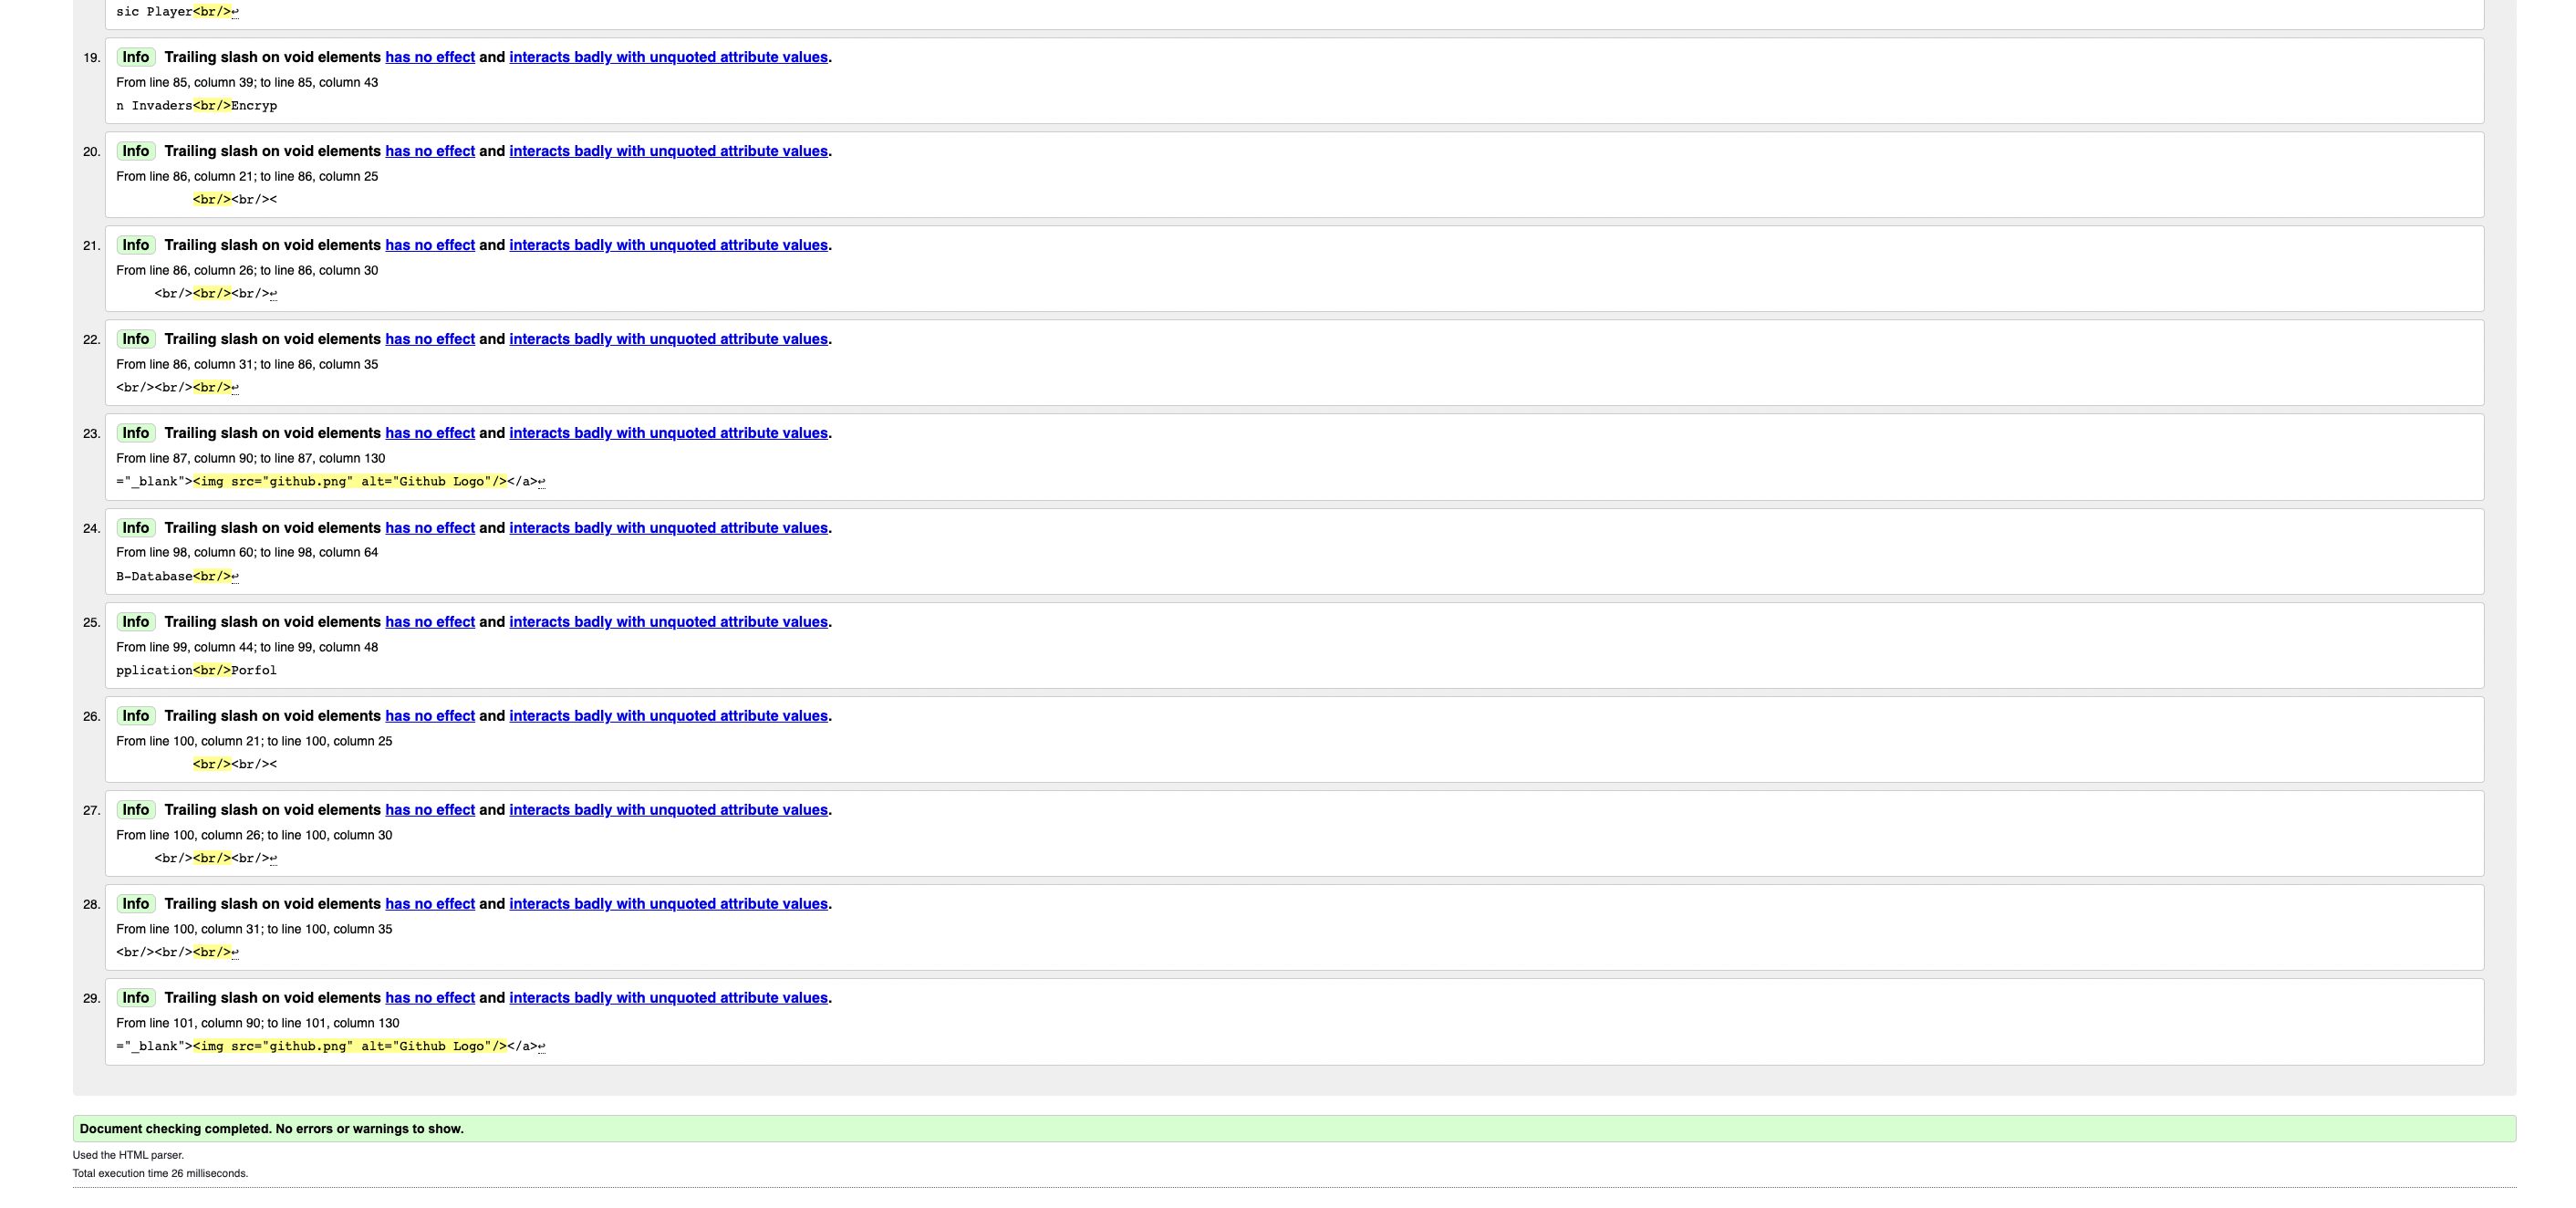 sic Player<br/>↩
19. Info Trailing slash on void elements has no effect and interacts badly with unquoted attribute values.
From line 85, column 39; to line 85, column 43
n Invaders<br/>Encryp
20. Info Trailing slash on void elements has no effect and interacts badly with unquoted attribute values.
From line 86, column 21; to line 86, column 25
<br/><br/><
21. Info Trailing slash on void elements has no effect and interacts badly with unquoted attribute values.
From line 86, column 26; to line 86, column 30
<br/><br/><br/>↩
22. Info Trailing slash on void elements has no effect and interacts badly with unquoted attribute values.
From line 86, column 31; to line 86, column 35
<br/><br/><br/>↩
23. Info Trailing slash on void elements has no effect and interacts badly with unquoted attribute values.
From line 87, column 90; to line 87, column 130
="_blank"><img src="github.png" alt="Github Logo"/></a>↩
24. Info Trailing slash on void elements has no effect and interacts badly with unquoted attribute values.
From line 98, column 60; to line 98, column 64
B-Database<br/>↩
25. Info Trailing slash on void elements has no effect and interacts badly with unquoted attribute values.
From line 99, column 44; to line 99, column 48
pplication<br/>Porfol
26. Info Trailing slash on void elements has no effect and interacts badly with unquoted attribute values.
From line 100, column 21; to line 100, column 25
<br/><br/><
27. Info Trailing slash on void elements has no effect and interacts badly with unquoted attribute values.
From line 100, column 26; to line 100, column 30
<br/><br/><br/>↩
28. Info Trailing slash on void elements has no effect and interacts badly with unquoted attribute values.
From line 100, column 31; to line 100, column 35
<br/><br/><br/>↩
29. Info Trailing slash on void elements has no effect and interacts badly with unquoted attribute values.
From line 101, column 90; to line 101, column 130
="_blank"><img src="github.png" alt="Github Logo"/></a>↩
Document checking completed. No errors or warnings to show.
Used the HTML parser.
Total execution time 26 milliseconds.